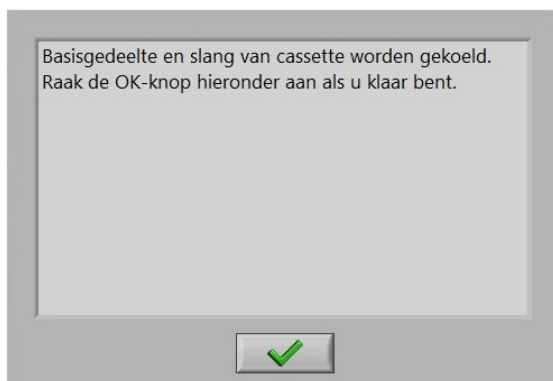 Basisgedeelte en slang van cassette worden gekoeld.
Raak de OK-knop hieronder aan als u klaar bent.